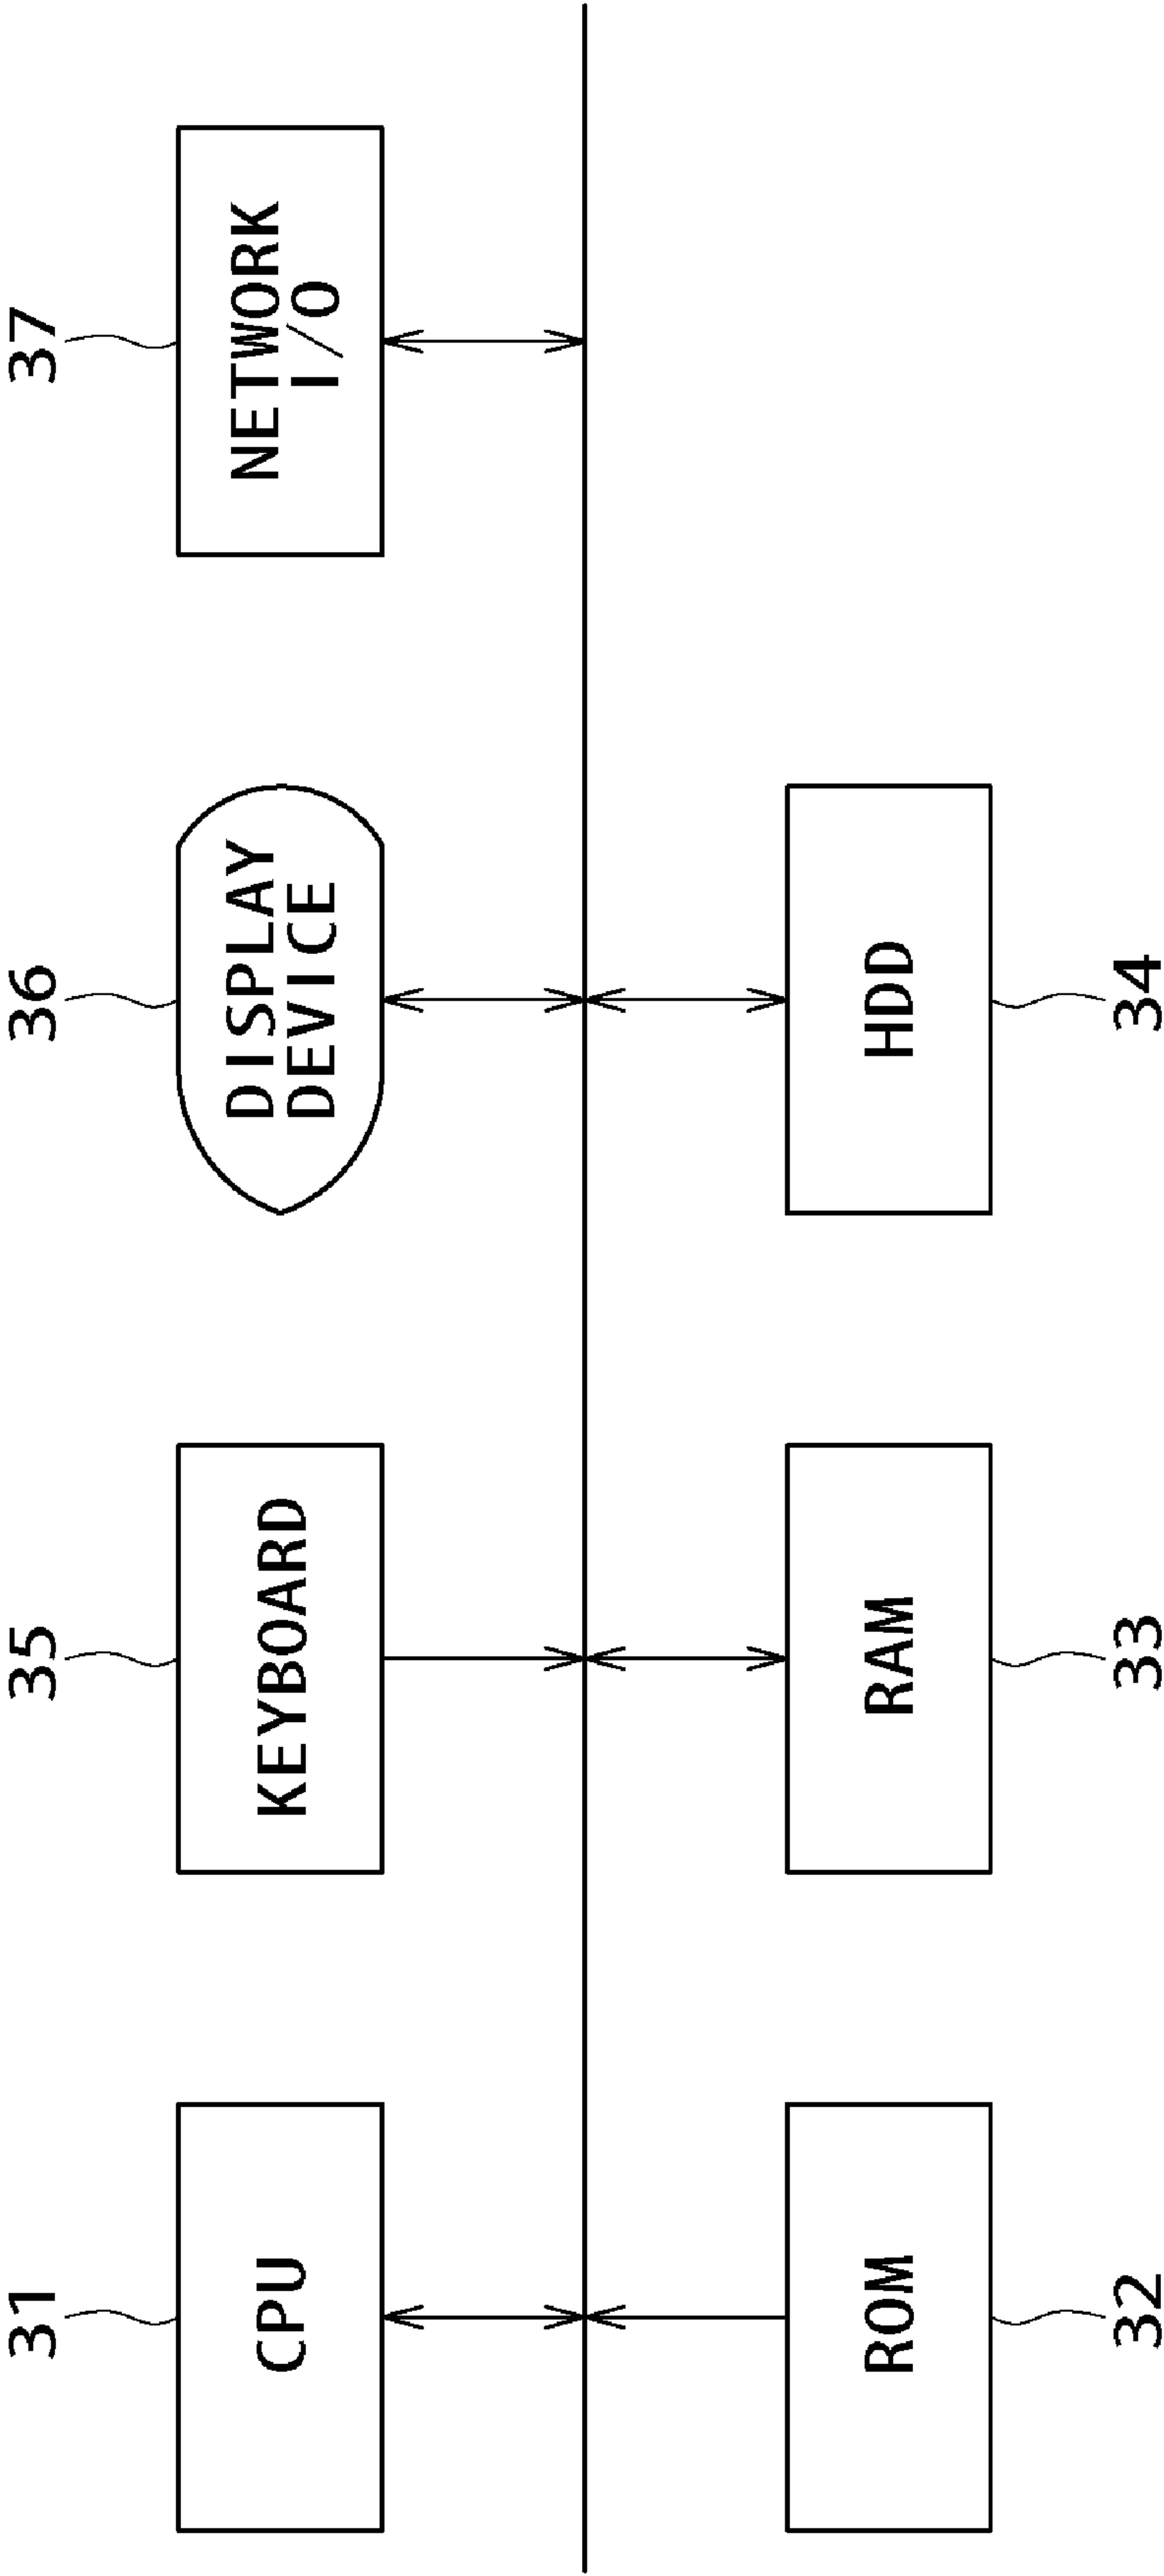 31
35
36
37
CPU
KEYBOARD
DISPLAY
DEVICE
NETWORK
I/O
ROM
RAM
HDD
32
33
34